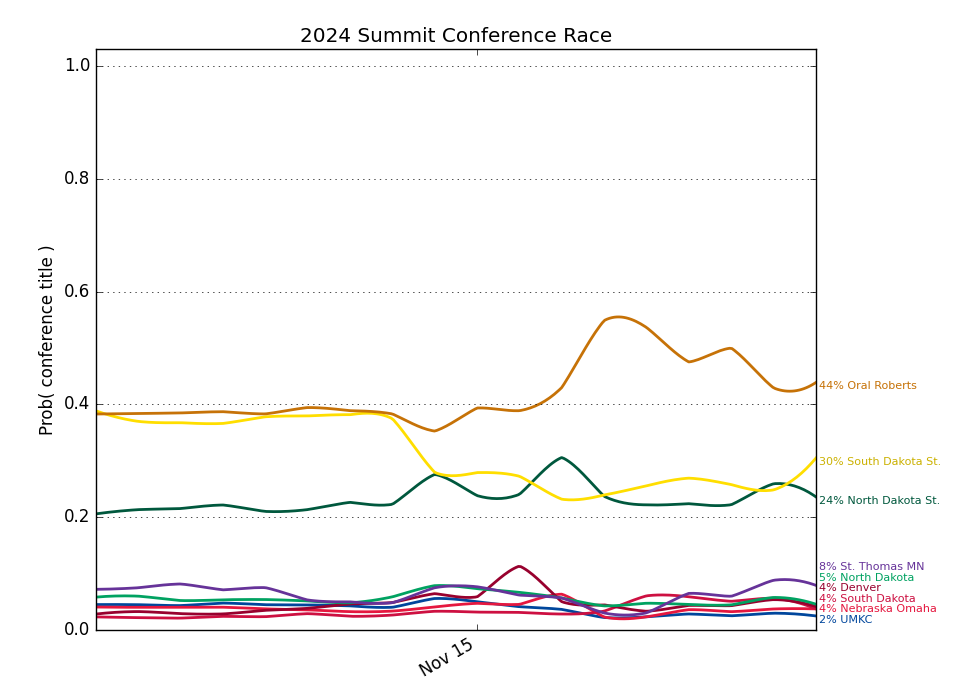 2024 Summit Conference Race
Prob( conference title )
1.0
0.8
0.6
0.4
0.2
0.0
Nov 15
44% Oral Roberts
30% South Dakota St.
24% North Dakota St.
8% St. Thomas MN
5% North Dakota
4% Denver
4% South Dakota
4% Nebraska Omaha
2% UMKC